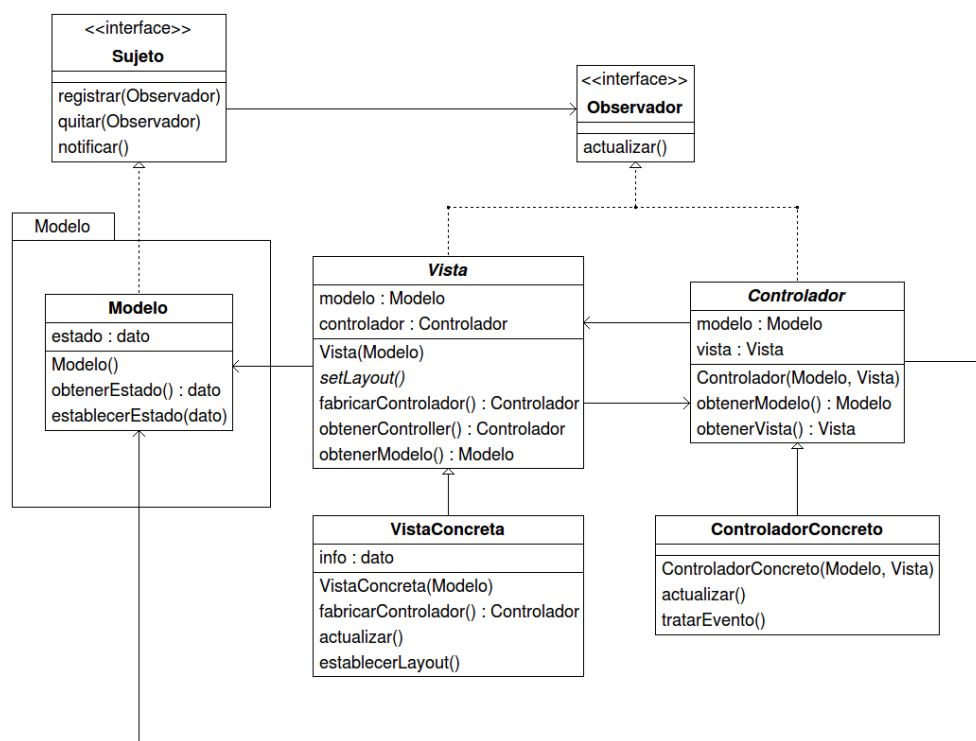 <<interface>>
Sujeto
registrar(Observador)
quitar(Observador)
notificar()
<<interface>>
Observador
actualizar()
Modelo
Modelo
estado : dato
Modelo()
obtenerEstado() : dato
establecerEstado(dato)
Vista
modelo : Modelo
controlador : Controlador
Vista(Modelo)
setLayout()
fabricarControlador() : Controlador
obtenerController() : Controlador
obtenerModelo() : Modelo
Controlador
modelo : Modelo
vista : Vista
Controlador(Modelo, Vista)
obtenerModelo() : Modelo
obtenerVista() : Vista
VistaConcreta
info : dato
VistaConcreta(Modelo)
fabricarControlador() : Controlador
actualizar()
establecerLayout()
ControladorConcreto
ControladorConcreto(Modelo, Vista)
actualizar()
tratarEvento()